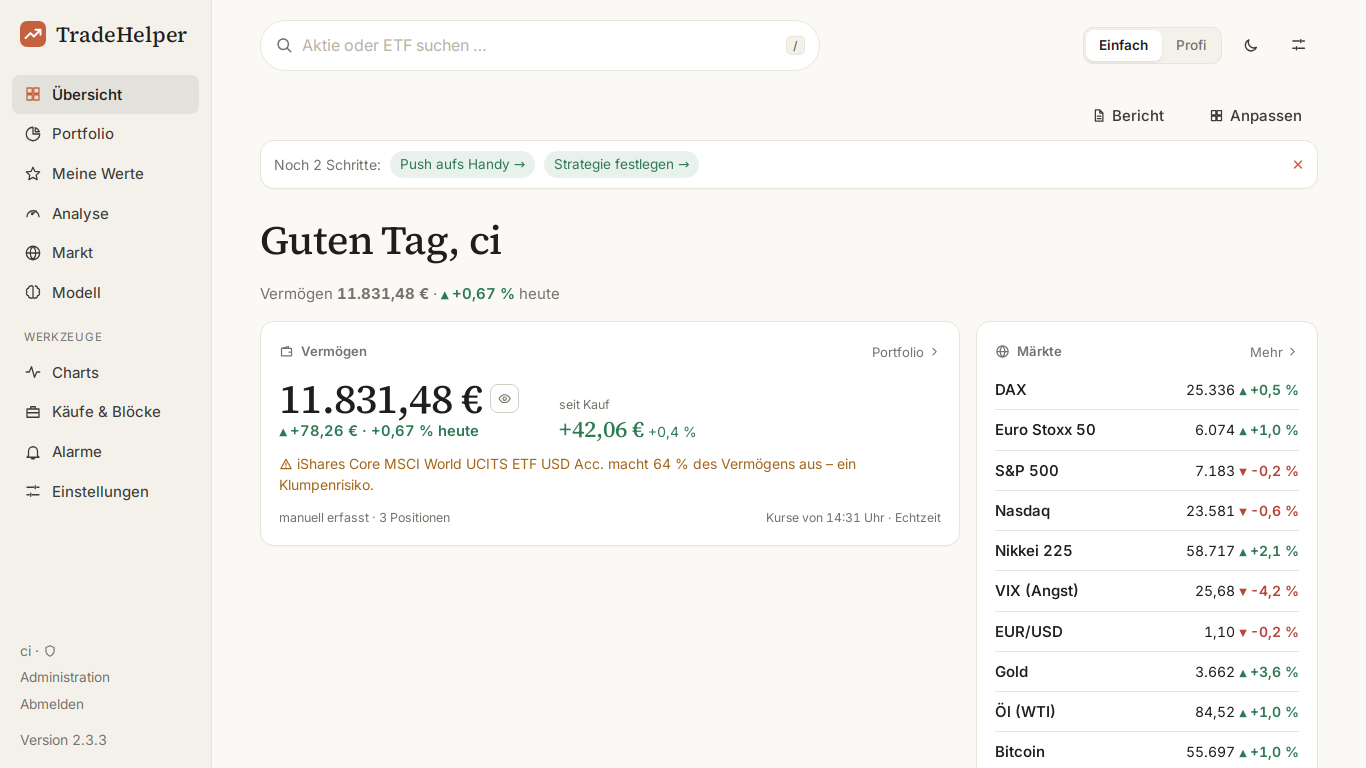 TradeHelper
Aktie oder ETF suchen ...
/
Einfach Profi
Übersicht
Portfolio
Meine Werte
Analyse
Markt
Modell
WERKZEUGE
Charts
Käufe & Blöcke
Alarme
Einstellungen
ci ·
Administration
Abmelden
Version 2.3.3
Bericht Anpassen
Noch 2 Schritte: Push aufs Handy → Strategie festlegen → ✕
Guten Tag, ci
Vermögen 11.831,48 € · ▲ +0,67 % heute
Vermögen Portfolio
11.831,48 €
▲ +78,26 € · +0,67 % heute
seit Kauf
+42,06 € +0,4 %
⚠ iShares Core MSCI World UCITS ETF USD Acc. macht 64 % des Vermögens aus – ein
Klumpenrisiko.
manuell erfasst · 3 Positionen Kurse von 14:31 Uhr · Echtzeit
Märkte Mehr
DAX 25.336 ▲ +0,5 %
Euro Stoxx 50 6.074 ▲ +1,0 %
S&P 500 7.183 ▼ -0,2 %
Nasdaq 23.581 ▼ -0,6 %
Nikkei 225 58.717 ▲ +2,1 %
VIX (Angst) 25,68 ▼ -4,2 %
EUR/USD 1,10 ▼ -0,2 %
Gold 3.662 ▲ +3,6 %
Öl (WTI) 84,52 ▲ +1,0 %
Bitcoin 55.697 ▲ +1,0 %